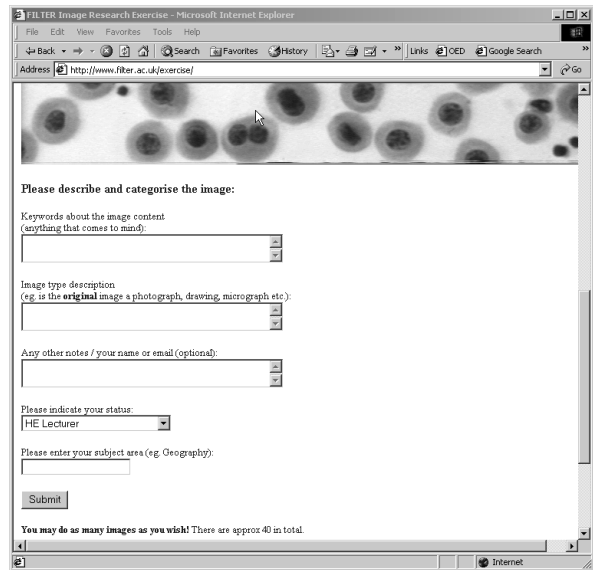 FILTER Image Research Exercise - Microsoft Internet Explorer
File Edit View Favorites Tools Help
Back Search Favorites History » Links OED Google Search »
Address http://www.filter.ac.uk/exercise/ Go
Please describe and categorise the image:
Keywords about the image content
(anything that comes to mind):
Image type description
(eg. is the original image a photograph, drawing, micrograph etc.):
Any other notes / your name or email (optional):
Please indicate your status:
HE Lecturer
Please enter your subject area (eg. Geography):
Submit
You may do as many images as you wish! There are approx 40 in total.
Internet